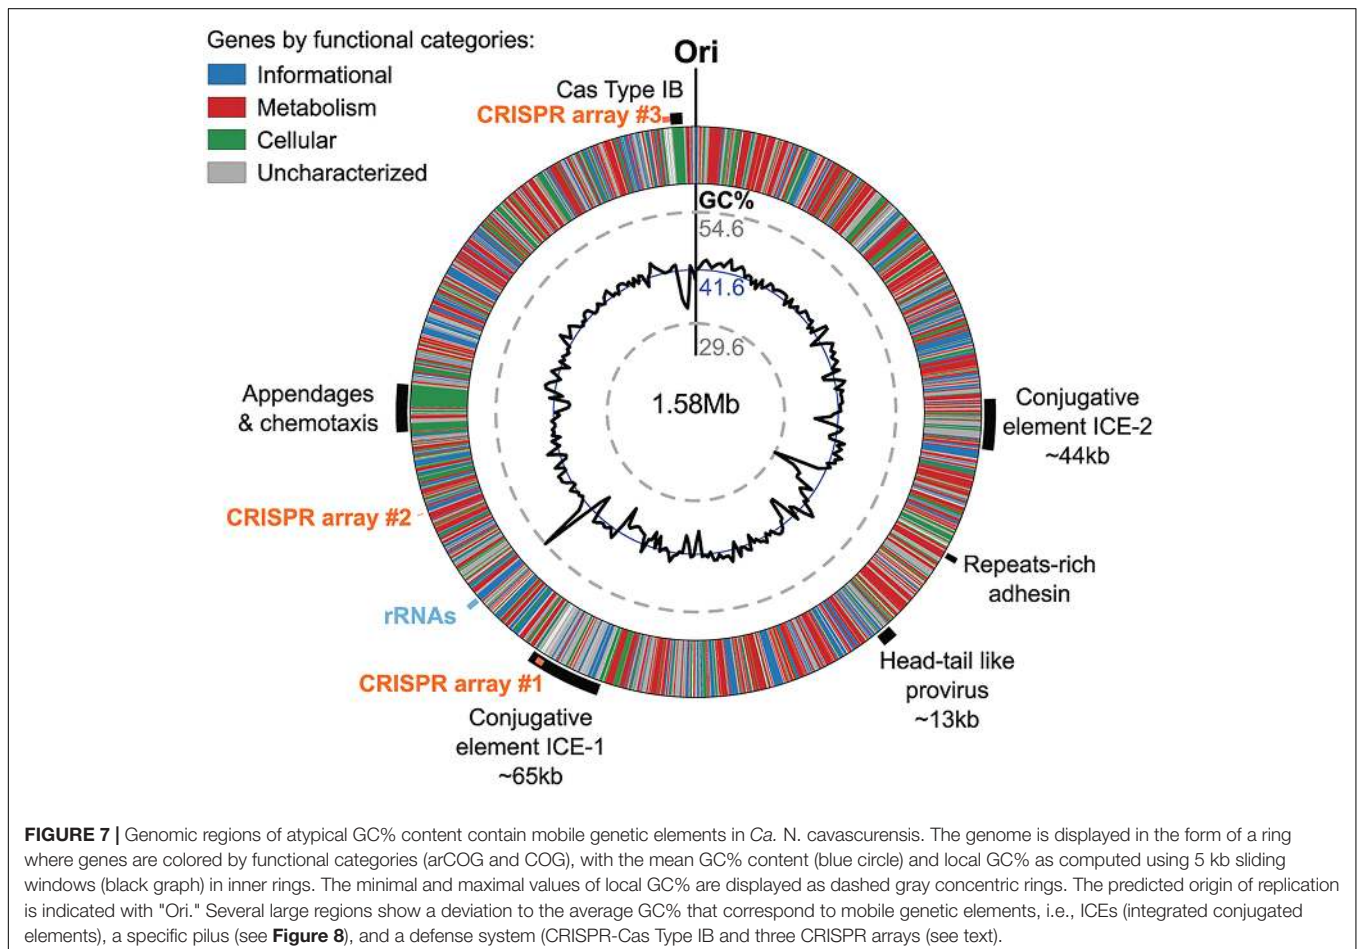 Genes by functional categories:
Informational
Metabolism
Cellular
Uncharacterized
Ori
Cas Type IB
CRISPR array #3
GC%
54.6
41.6
29.6
1.58Mb
Appendages
& chemotaxis
Conjugative
element ICE-2
~44kb
CRISPR array #2
Repeats-rich
adhesin
rRNAs
Head-tail like
provirus
~13kb
CRISPR array #1
Conjugative
element ICE-1
~65kb
FIGURE 7 | Genomic regions of atypical GC% content contain mobile genetic elements in Ca. N. cavascurensis. The genome is displayed in the form of a ring
where genes are colored by functional categories (arCOG and COG), with the mean GC% content (blue circle) and local GC% as computed using 5 kb sliding
windows (black graph) in inner rings. The minimal and maximal values of local GC% are displayed as dashed gray concentric rings. The predicted origin of replication
is indicated with "Ori." Several large regions show a deviation to the average GC% that correspond to mobile genetic elements, i.e., ICEs (integrated conjugated
elements), a specific pilus (see Figure 8), and a defense system (CRISPR-Cas Type IB and three CRISPR arrays (see text).